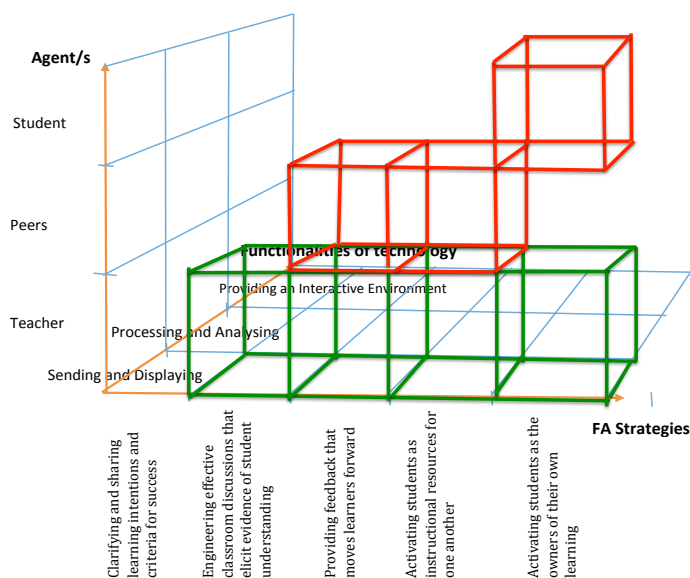 Agent/s
Student
Peers
Functionalities of technology
Providing an Interactive Environment
Teacher
Processing and Analysing
Sending and Displaying
FA Strategies
Clarifying and sharing
learning intentions and
criteria for success
Engineering effective
classroom discussions that
elicit evidence of student
understanding
Providing feedback that
moves learners forward
Activating students as
instructional resources for
one another
Activating students as the
owners of their own
learning